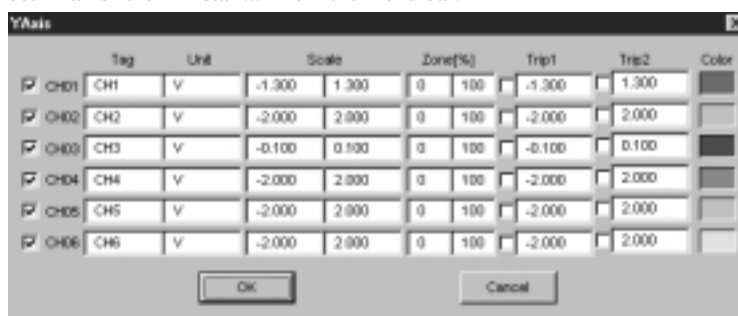 YAxis
Tag Unit Scale Zone[%] Trip1 Trip2 Color
CH01 CH1 V -1.300 1.300 0 100 -1.300 1.300
CH02 CH2 V -2.000 2.000 0 100 -2.000 2.000
CH03 CH3 V -0.100 0.100 0 100 -0.100 0.100
CH04 CH4 V -2.000 2.000 0 100 -2.000 2.000
CH05 CH5 V -2.000 2.000 0 100 -2.000 2.000
CH06 CH6 V -2.000 2.000 0 100 -2.000 2.000
OK Cancel